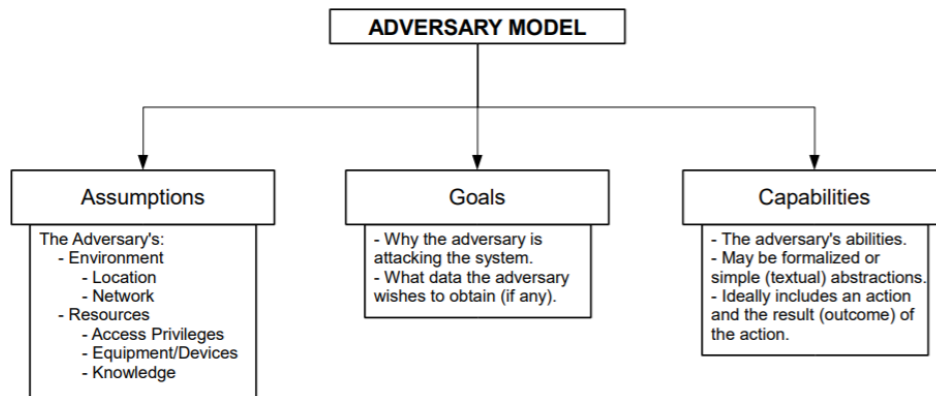 ADVERSARY MODEL
Assumptions
The Adversary's:
- Environment
- Location
- Network
- Resources
- Access Privileges
- Equipment/Devices
- Knowledge
Goals
- Why the adversary is
attacking the system.
- What data the adversary
wishes to obtain (if any).
Capabilities
- The adversary's abilities.
- May be formalized or
simple (textual) abstractions.
- Ideally includes an action
and the result (outcome) of
the action.